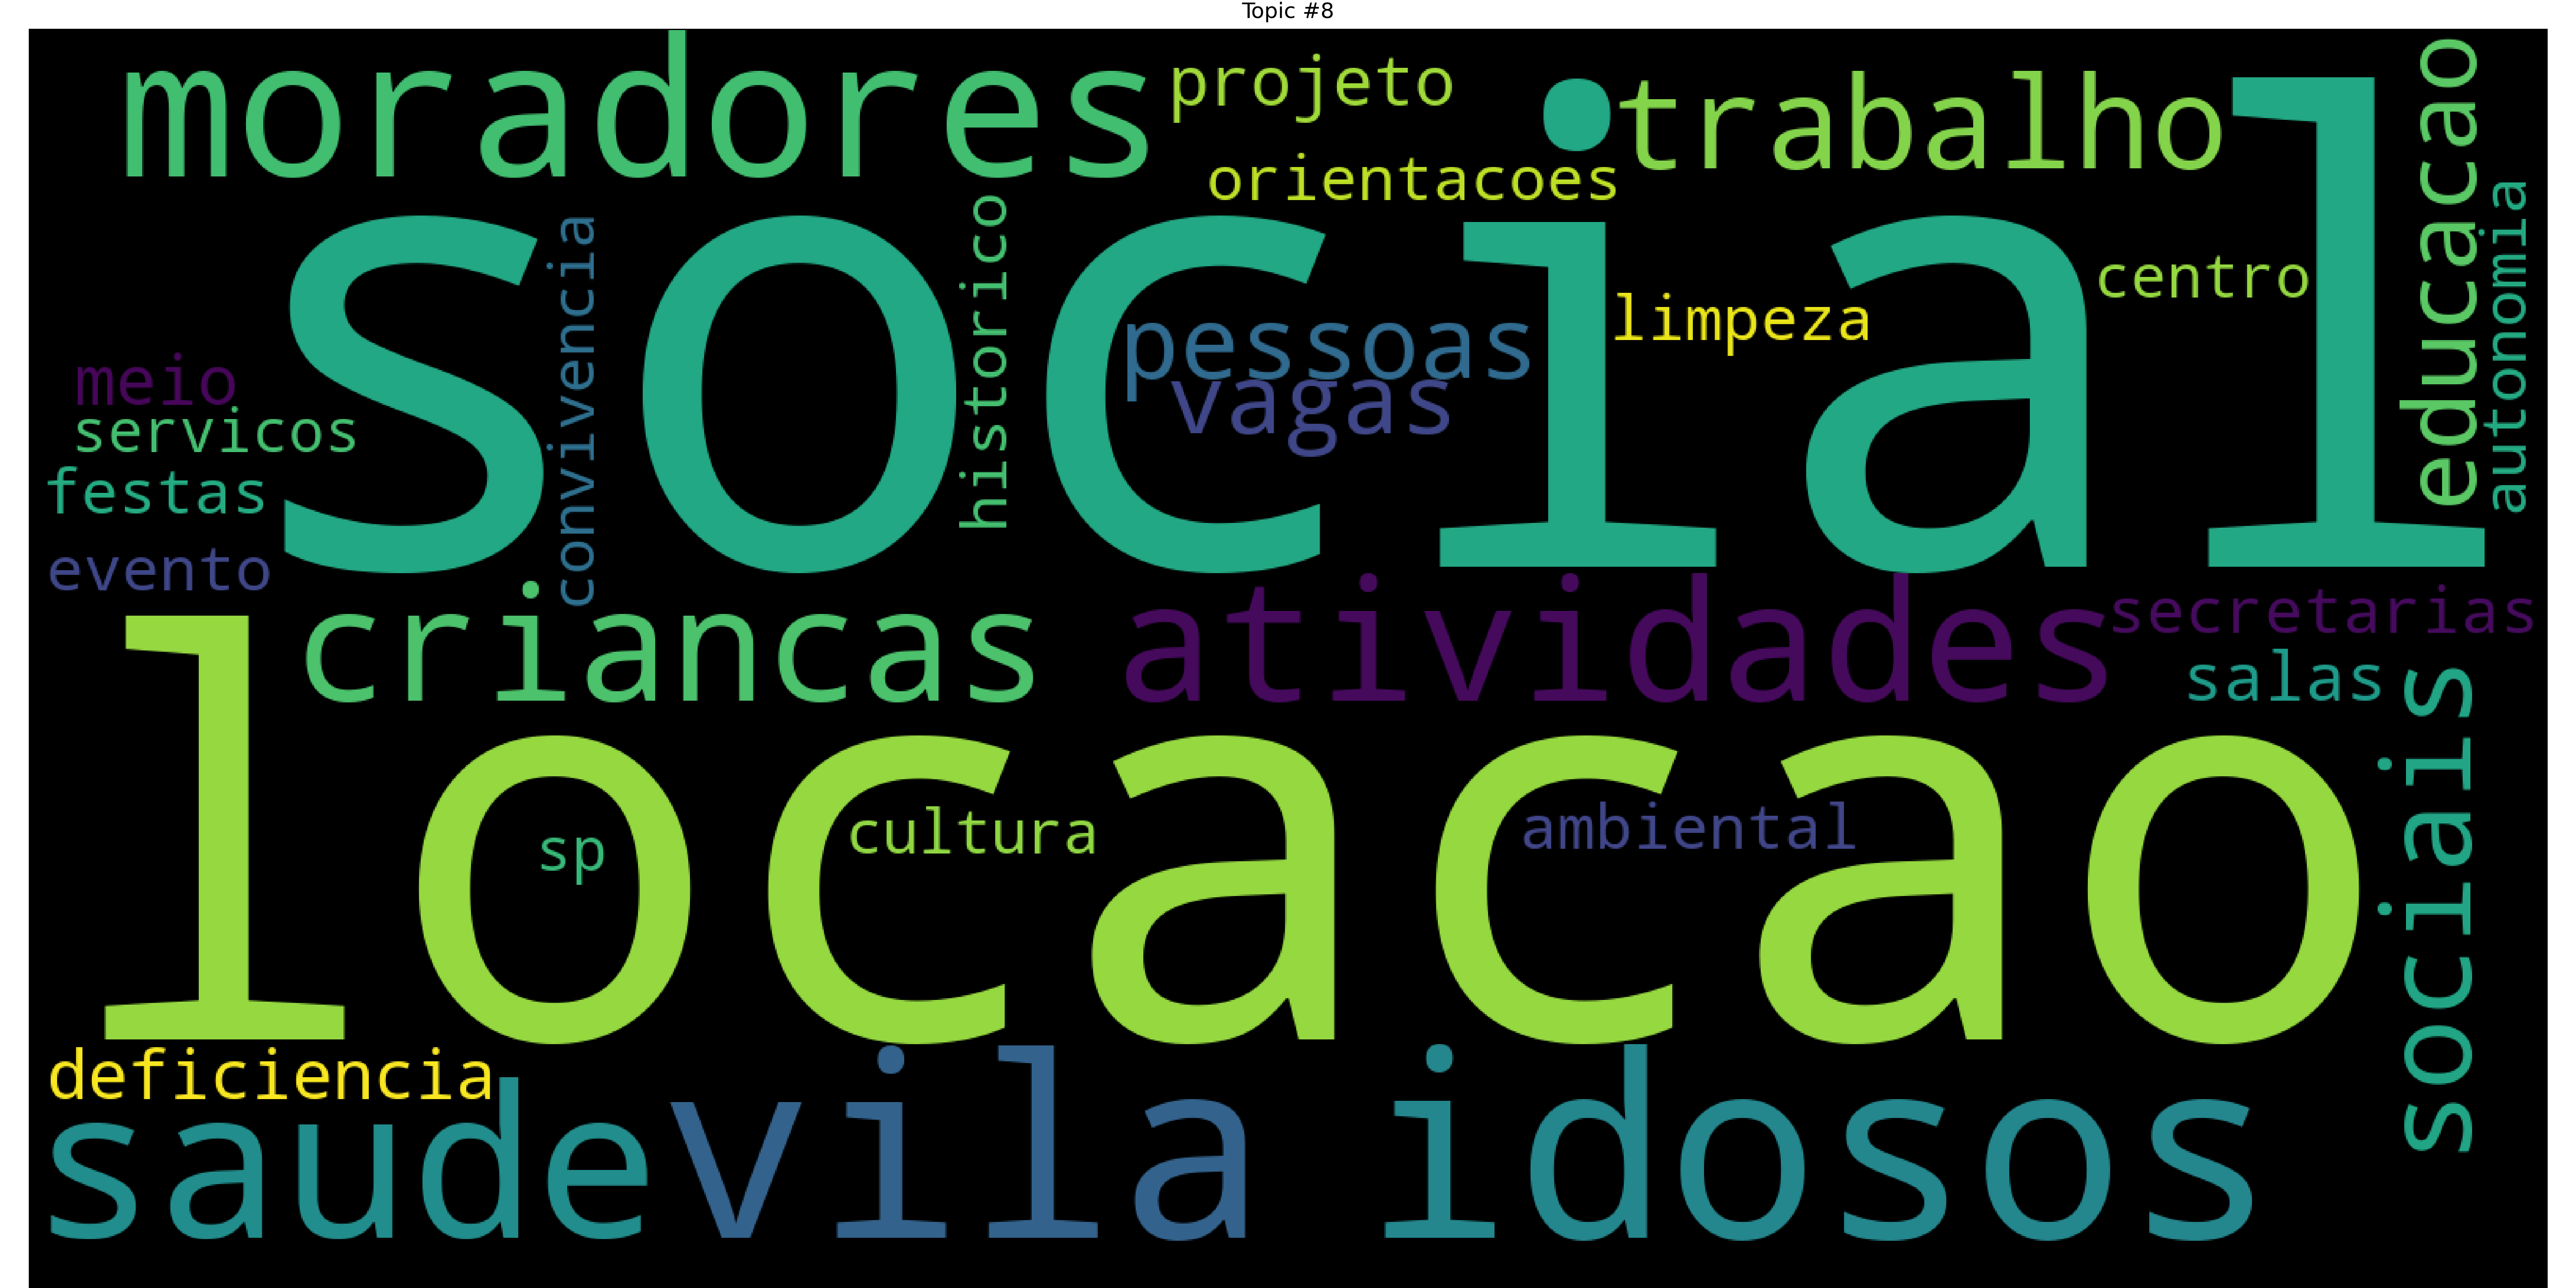 Topic #8
moradores
projeto
trabalho
orientacoes
educacao
autonomia
social
convivencia
historico
centro
limpeza
pessoas
vagas
meio
servicos
festas
evento
criancas
atividades
secretarias
salas
sociais
locacao
sp
cultura
ambiental
deficiencia
saude
vila
idosos